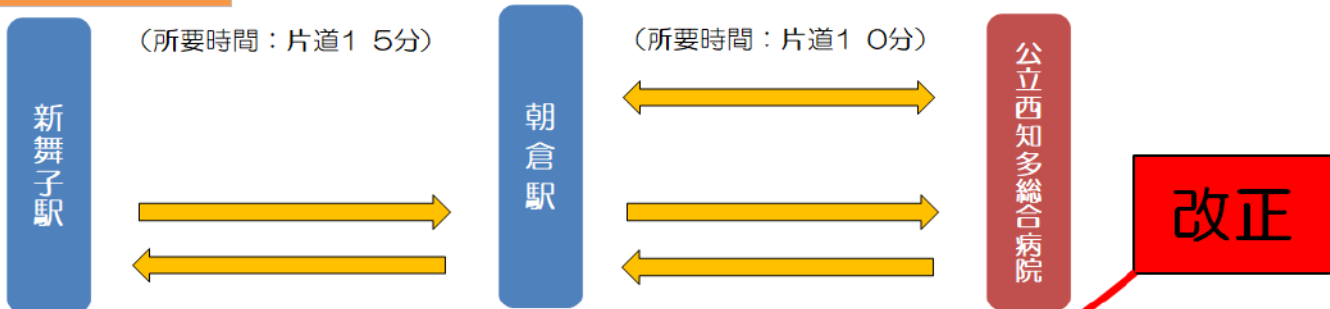 （所要時間：片道１５分）
（所要時間：片道１０分）
新舞子駅
朝倉駅
公立西知多総合病院
改正